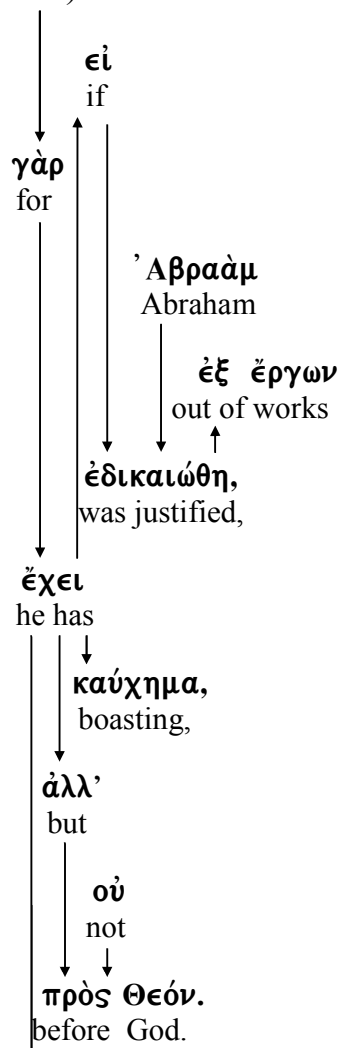 εἰ
if
γὰρ
for
Ἀβραὰμ
Abraham
ἐξ ἔργων
out of works
ἐδικαιώθη,
was justified,
ἔχει
he has
καύχημα,
boasting,
ἀλλ’
but
οὐ
not
πρὸς Θεόν.
before God.